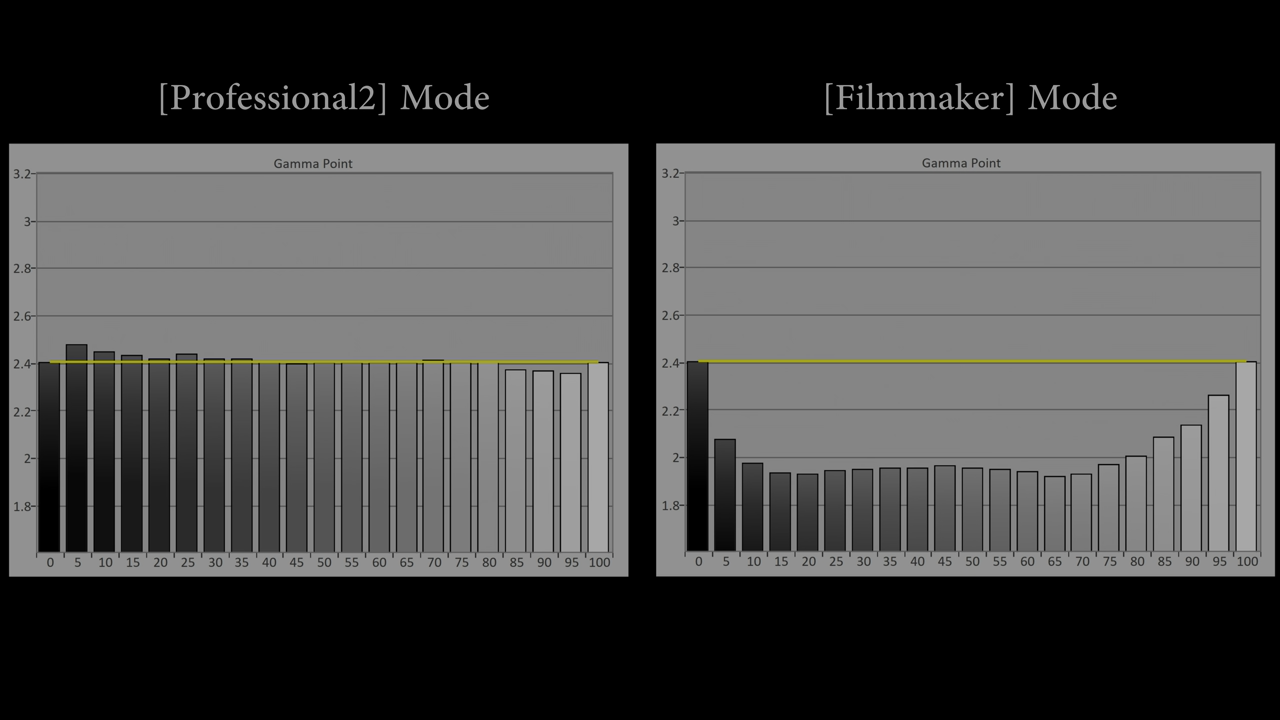 [Professional2] Mode
Gamma Point
3.2
3
2.8
2.6
2.4
2.2
2
1.8
0 5 10 15 20 25 30 35 40 45 50 55 60 65 70 75 80 85 90 95 100
[Filmmaker] Mode
Gamma Point
3.2
3
2.8
2.6
2.4
2.2
2
1.8
0 5 10 15 20 25 30 35 40 45 50 55 60 65 70 75 80 85 90 95 100